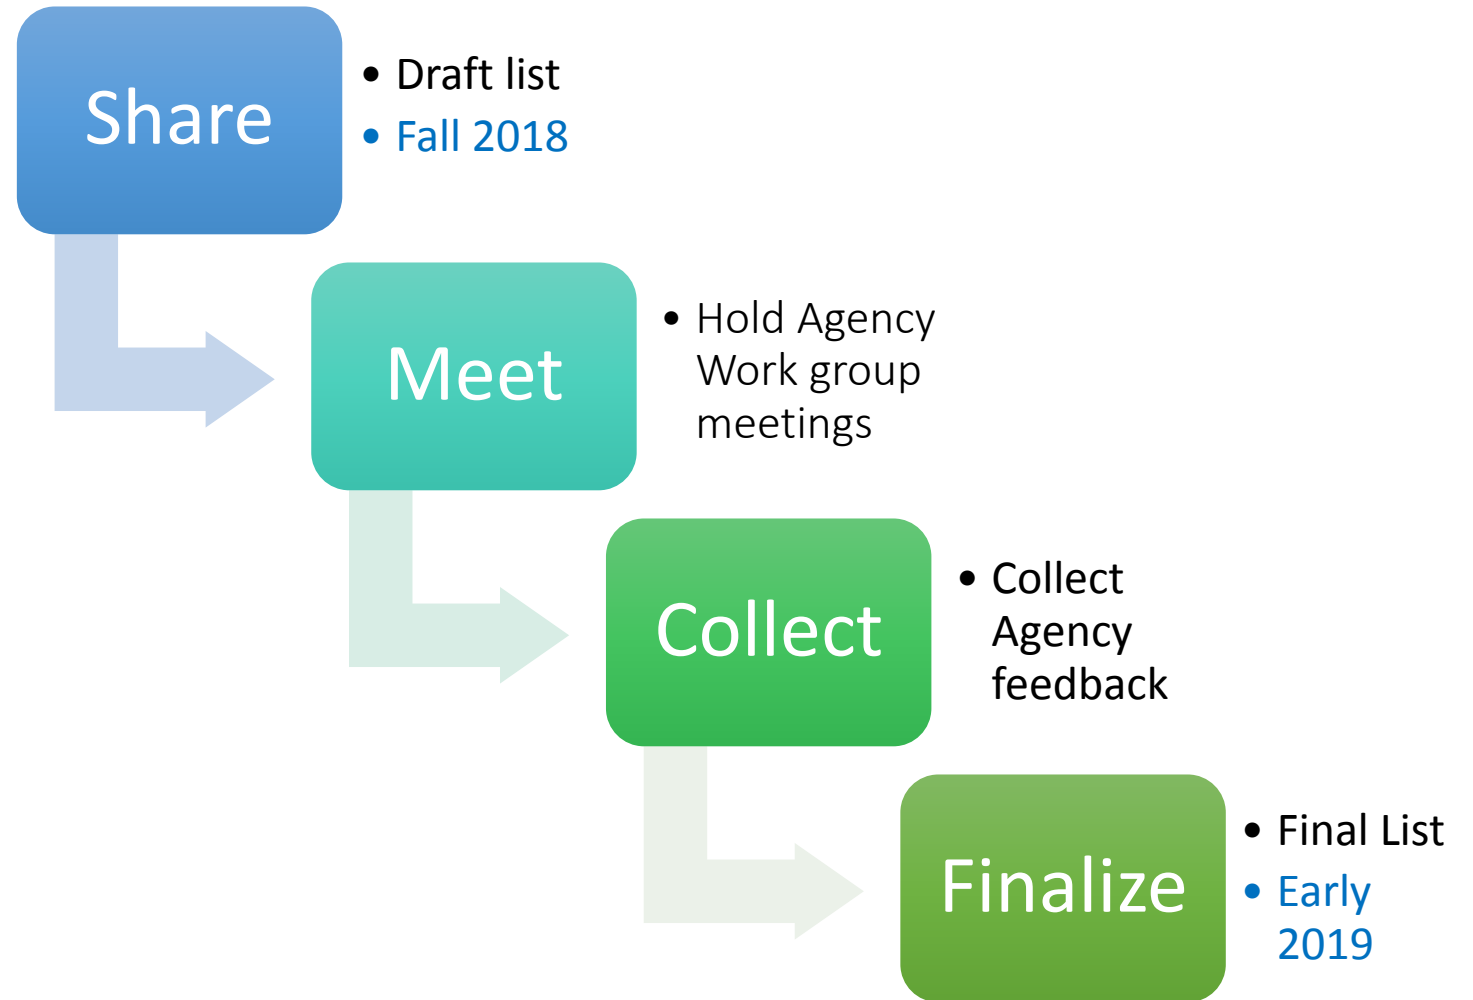 Share
• Draft list
• Fall 2018
Meet
• Hold Agency
Work group
meetings
Collect
• Collect
Agency
feedback
Finalize
• Final List
• Early
2019